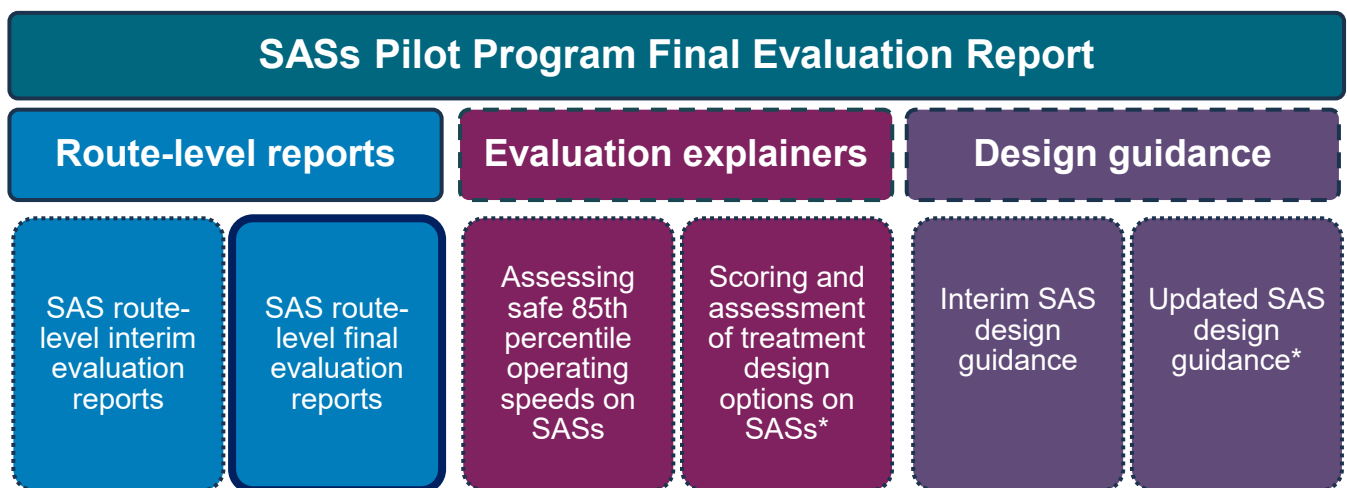 SASs Pilot Program Final Evaluation Report
Route-level reports
Evaluation explainers
Design guidance
SAS route-
level interim
evaluation
reports
SAS route-
level final
evaluation
reports
Assessing
safe 85th
percentile
operating
speeds on
SASs
Scoring and
assessment
of treatment
design
options on
SASs*
Interim SAS
design
guidance
Updated SAS
design
guidance*